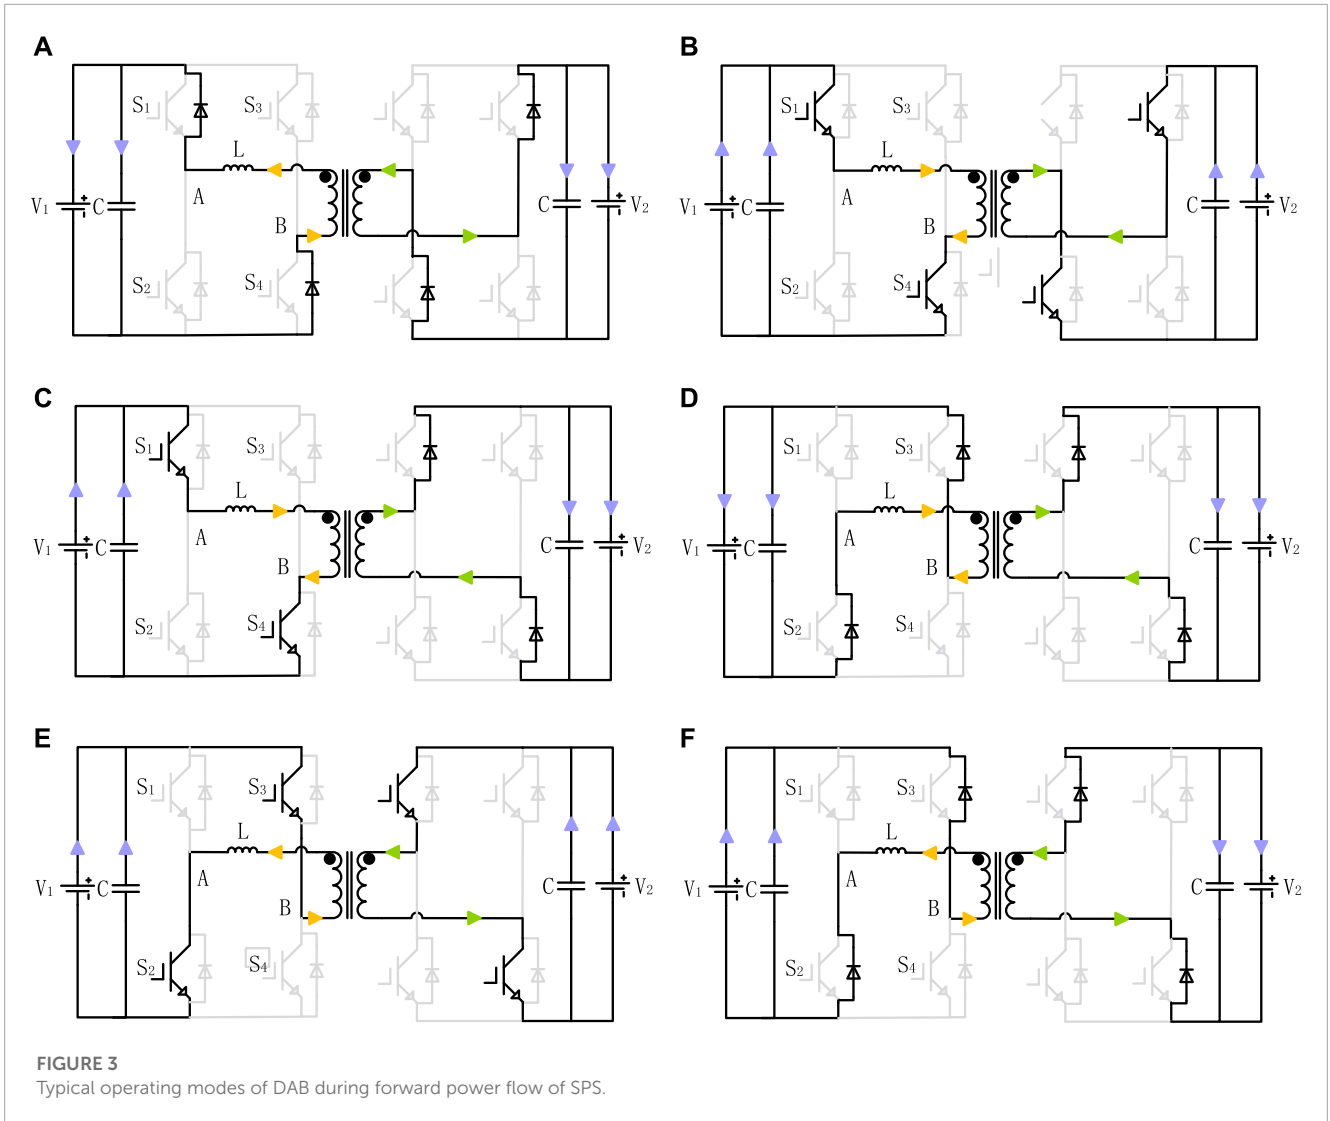 A
B
S1
S3
L
A
B
V1
C
C
V2
S2
S4
S1
S3
L
A
B
V1
C
C
V2
S2
S4
C
D
S1
S3
L
A
B
V1
C
C
V2
S2
S4
S1
S3
L
A
B
V1
C
C
V2
S2
S4
E
F
S1
S3
L
A
B
V1
C
C
V2
S2
S4
S1
S3
L
A
B
V1
C
C
V2
S2
S4
FIGURE 3
Typical operating modes of DAB during forward power flow of SPS.